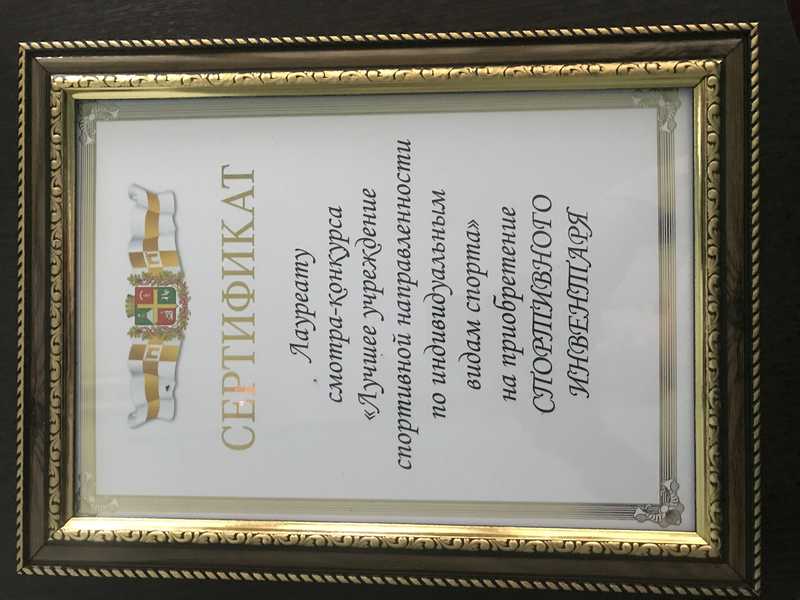 СЕРТИФИКАТ
Лауреату
смотра-конкурса
«Лучшее учреждение
спортивной направленности
по индивидуальным
видам спорта»
на приобретение
СПОРТИВНОГО
ИНВЕНТАРЯ